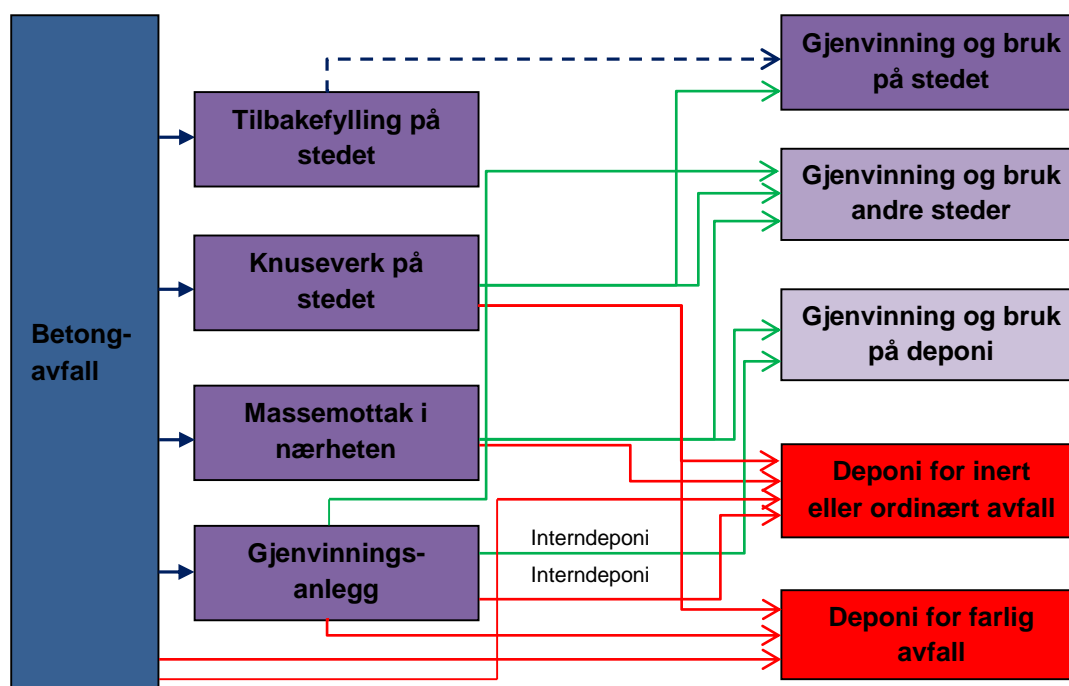 Betong-
avfall
Tilbakefylling på
stedet
Knuseverk på
stedet
Massemottak i
nærheten
Gjenvinnings-
anlegg
Interndeponi
Interndeponi
Gjenvinning og bruk
på stedet
Gjenvinning og bruk
andre steder
Gjenvinning og bruk
på deponi
Deponi for inert
eller ordinært avfall
Deponi for farlig
avfall